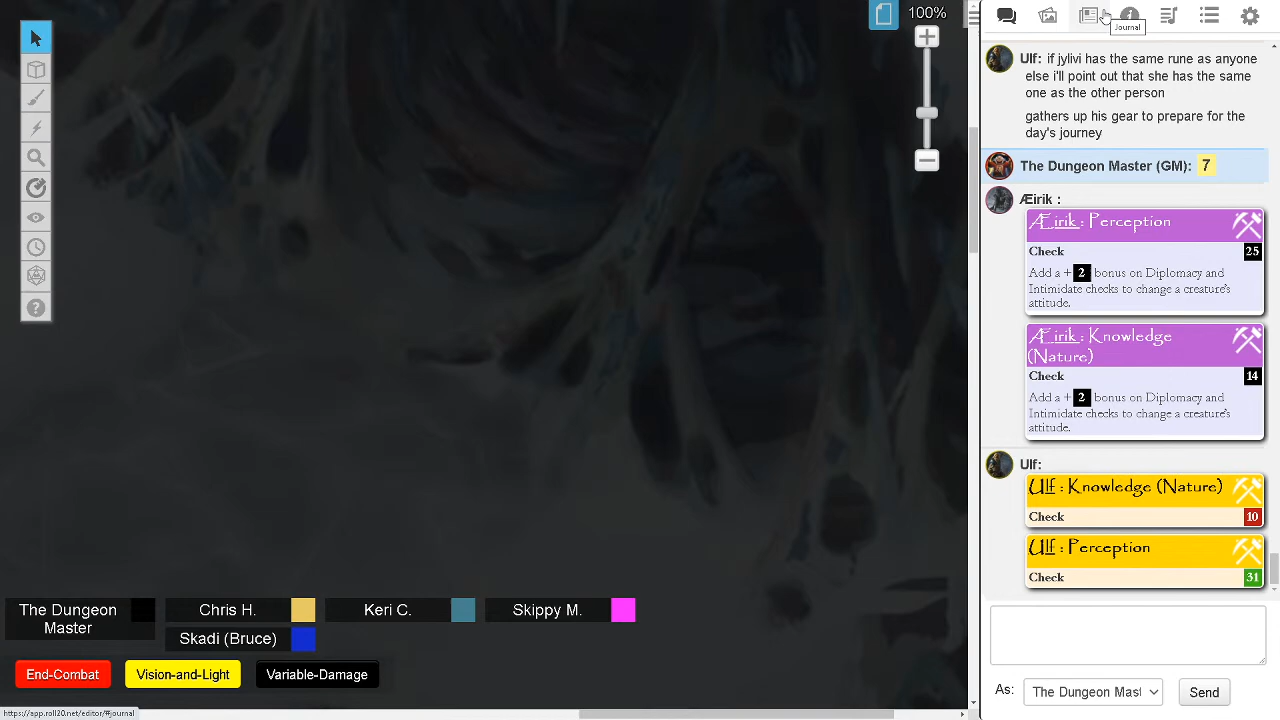 100%
Journal
Ulf: if jylivi has the same rune as anyone
else i'll point out that she has the same
one as the other person
gathers up his gear to prepare for the
day's journey
The Dungeon Master (GM): 7
Æirik :
Æirik : Perception
Check 25
Add a + 2 bonus on Diplomacy and
Intimidate checks to change a creature's
attitude.
Æirik : Knowledge
(Nature)
Check 14
Add a + 2 bonus on Diplomacy and
Intimidate checks to change a creature's
attitude.
Ulf:
Ulf : Knowledge (Nature)
Check 10
Ulf : Perception
Check 31
The Dungeon
Master
Chris H.
Keri C.
Skippy M.
Skadi (Bruce)
End-Combat
Vision-and-Light
Variable-Damage
As: The Dungeon Mast
Send
https://app.roll20.net/editor/#journal